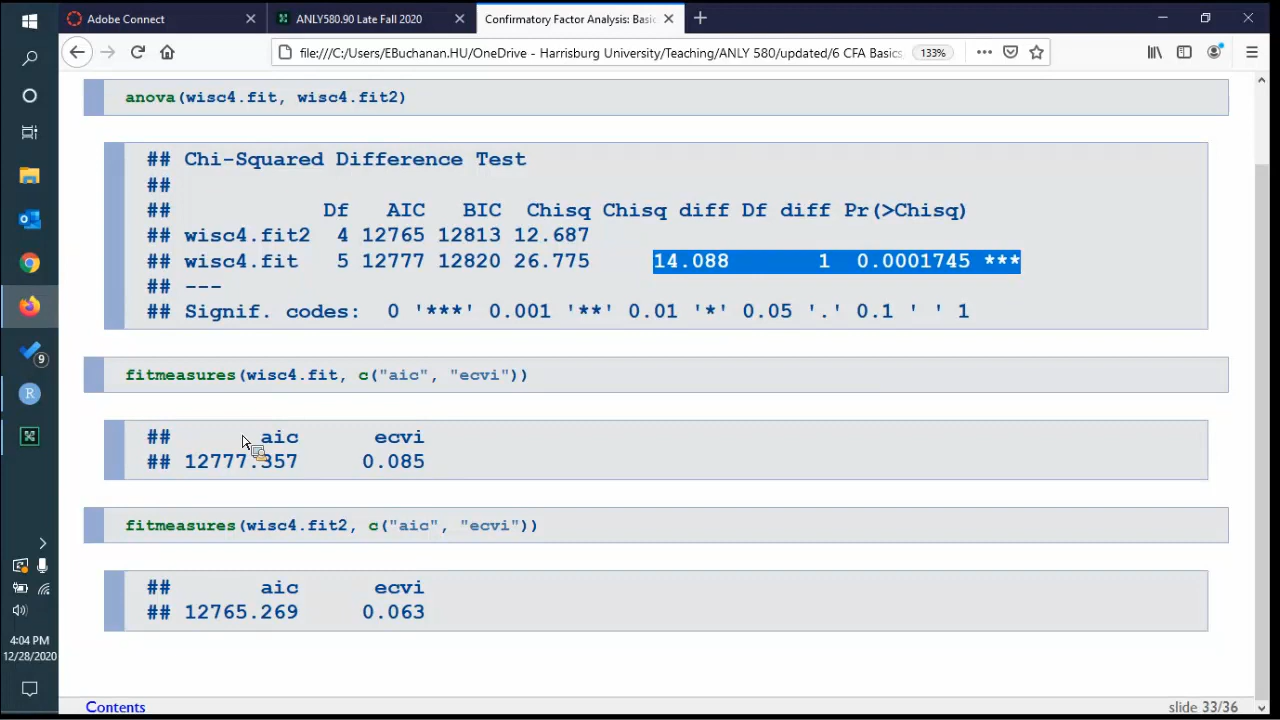 Adobe Connect
ANLY580.90 Late Fall 2020
Confirmatory Factor Analysis: Basic
file:///C:/Users/EBuchanan.HU/OneDrive - Harrisburg University/Teaching/ANLY 580/updated/6 CFA Basics,
133%
anova(wisc4.fit, wisc4.fit2)
## Chi-Squared Difference Test
##
## Df AIC BIC Chisq Chisq diff Df diff Pr(>Chisq)
## wisc4.fit2 4 12765 12813 12.687
## wisc4.fit 5 12777 12820 26.775 14.088 1 0.0001745 ***
## ---
## Signif. codes: 0 '***' 0.001 '**' 0.01 '*' 0.05 '.' 0.1 ' ' 1
fitmeasures(wisc4.fit, c("aic", "ecvi"))
## aic ecvi
## 12777.357 0.085
fitmeasures(wisc4.fit2, c("aic", "ecvi"))
## aic ecvi
## 12765.269 0.063
9
4:04 PM
12/28/2020
Contents
slide 33/36